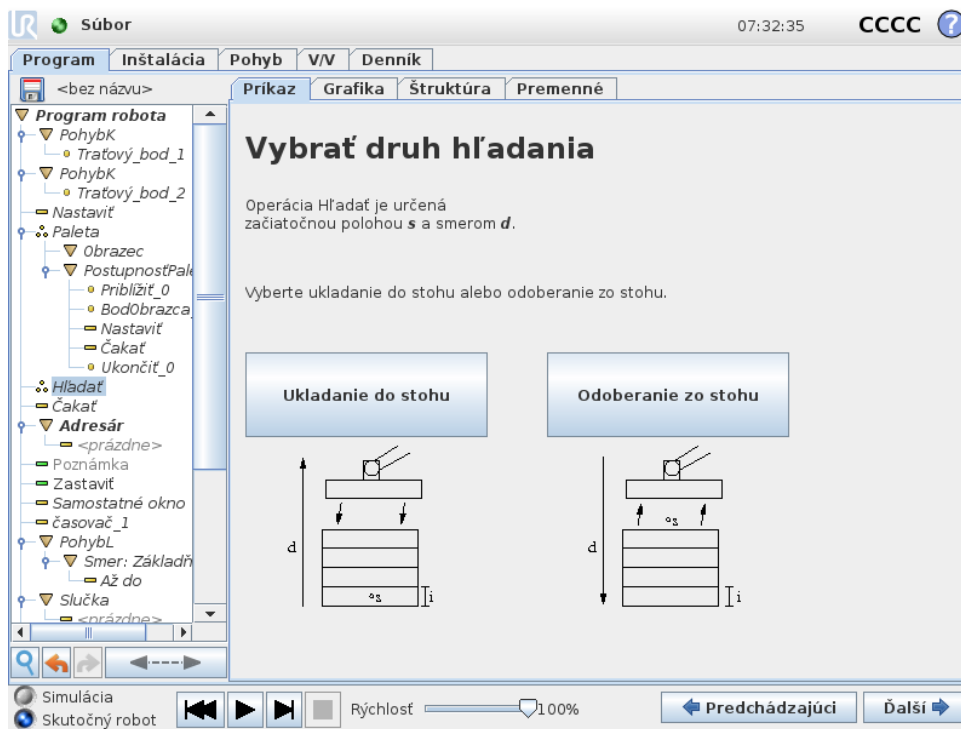 UR Súbor 07:32:35 CCCC ?
Program Inštalácia Pohyb V/V Denník
<bez názvu>
Príkaz Grafika Štruktúra Premenné
Program robota
PohybK
Traťový_bod_1
PohybK
Traťový_bod_2
Nastaviť
Paleta
Obrazec
PostupnosťPale
Priblížiť_0
BodObrazca_
Nastaviť
Čakať
Ukončiť_0
Hľadať
Čakať
Adresár
<prázdne>
Poznámka
Zastaviť
Samostatné okno
časovač_1
PohybL
Smer: Základň
Až do
Slučka
<prázdne>
Vybrať druh hľadania
Operácia Hľadať je určená
začiatočnou polohou s a smerom d.
Vyberte ukladanie do stohu alebo odoberanie zo stohu.
Ukladanie do stohu
Odoberanie zo stohu
d s i
d s i
Simulácia
Skutočný robot
Rýchlosť 100%
Predchádzajúci Ďalší